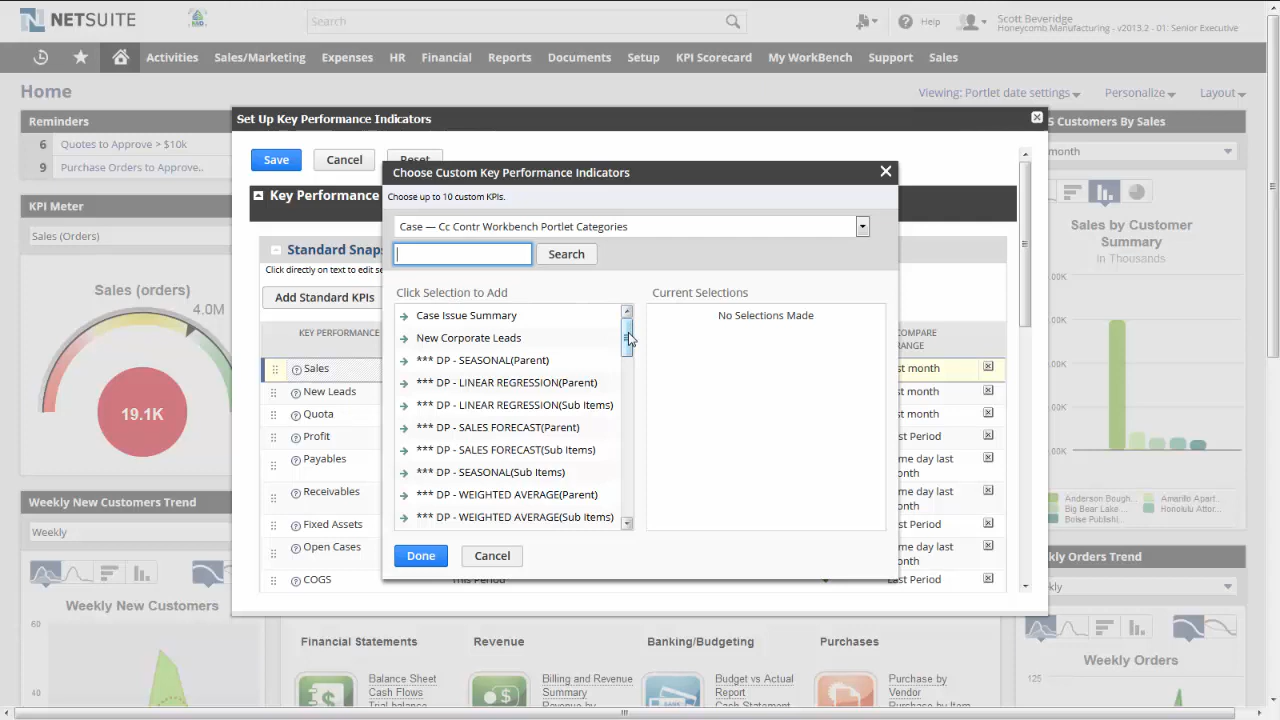 NETSUITE
Search
Help
Scott Beveridge
Honeycomb Manufacturing - v2013.2 - 01: Senior Executive
Activities Sales/Marketing Expenses HR Financial Reports Documents Setup KPI Scorecard My WorkBench Support Sales
Home
Viewing: Portlet date settings Personalize Layout
Reminders
6 Quotes to Approve > $10k
9 Purchase Orders to Approve..
KPI Meter
Sales (Orders)
Sales (orders)
4.0M
19.1K
Weekly New Customers Trend
Weekly
Weekly New Customers
60
40
Set Up Key Performance Indicators
Save Cancel Reset
Key Performance
Standard Snaps
Click directly on text to edit se
Add Standard KPIs
KEY PERFORMANCE
COMPARE
RANGE
Sales st month
New Leads st month
Quota st month
Profit st Period
Payables me day last
month
Receivables me day last
month
Fixed Assets st Period
Open Cases me day last
month
COGS This Period Last Period
Choose Custom Key Performance Indicators
Choose up to 10 custom KPIs.
Case — Cc Contr Workbench Portlet Categories
Search
Click Selection to Add
Case Issue Summary
New Corporate Leads
*** DP - SEASONAL(Parent)
*** DP - LINEAR REGRESSION(Parent)
*** DP - LINEAR REGRESSION(Sub Items)
*** DP - SALES FORECAST(Parent)
*** DP - SALES FORECAST(Sub Items)
*** DP - SEASONAL(Sub Items)
*** DP - WEIGHTED AVERAGE(Parent)
*** DP - WEIGHTED AVERAGE(Sub Items)
Current Selections
No Selections Made
Done Cancel
Financial Statements
Balance Sheet
Cash Flows
Trial balance
Revenue
Billing and Revenue
Summary
Revenue by
Banking/Budgeting
Budget vs Actual
Report
Cash Statement
Purchases
Purchase by
Vendor
Purchase by Item
5 Customers By Sales
month
Sales by Customer
Summary
In Thousands
.00K
.00K
Anderson Bough.. Amarillo Apart..
Big Bear Lake ... Honolulu Attor..
Boise Publishi..
kly Orders Trend
kly
Weekly Orders
125